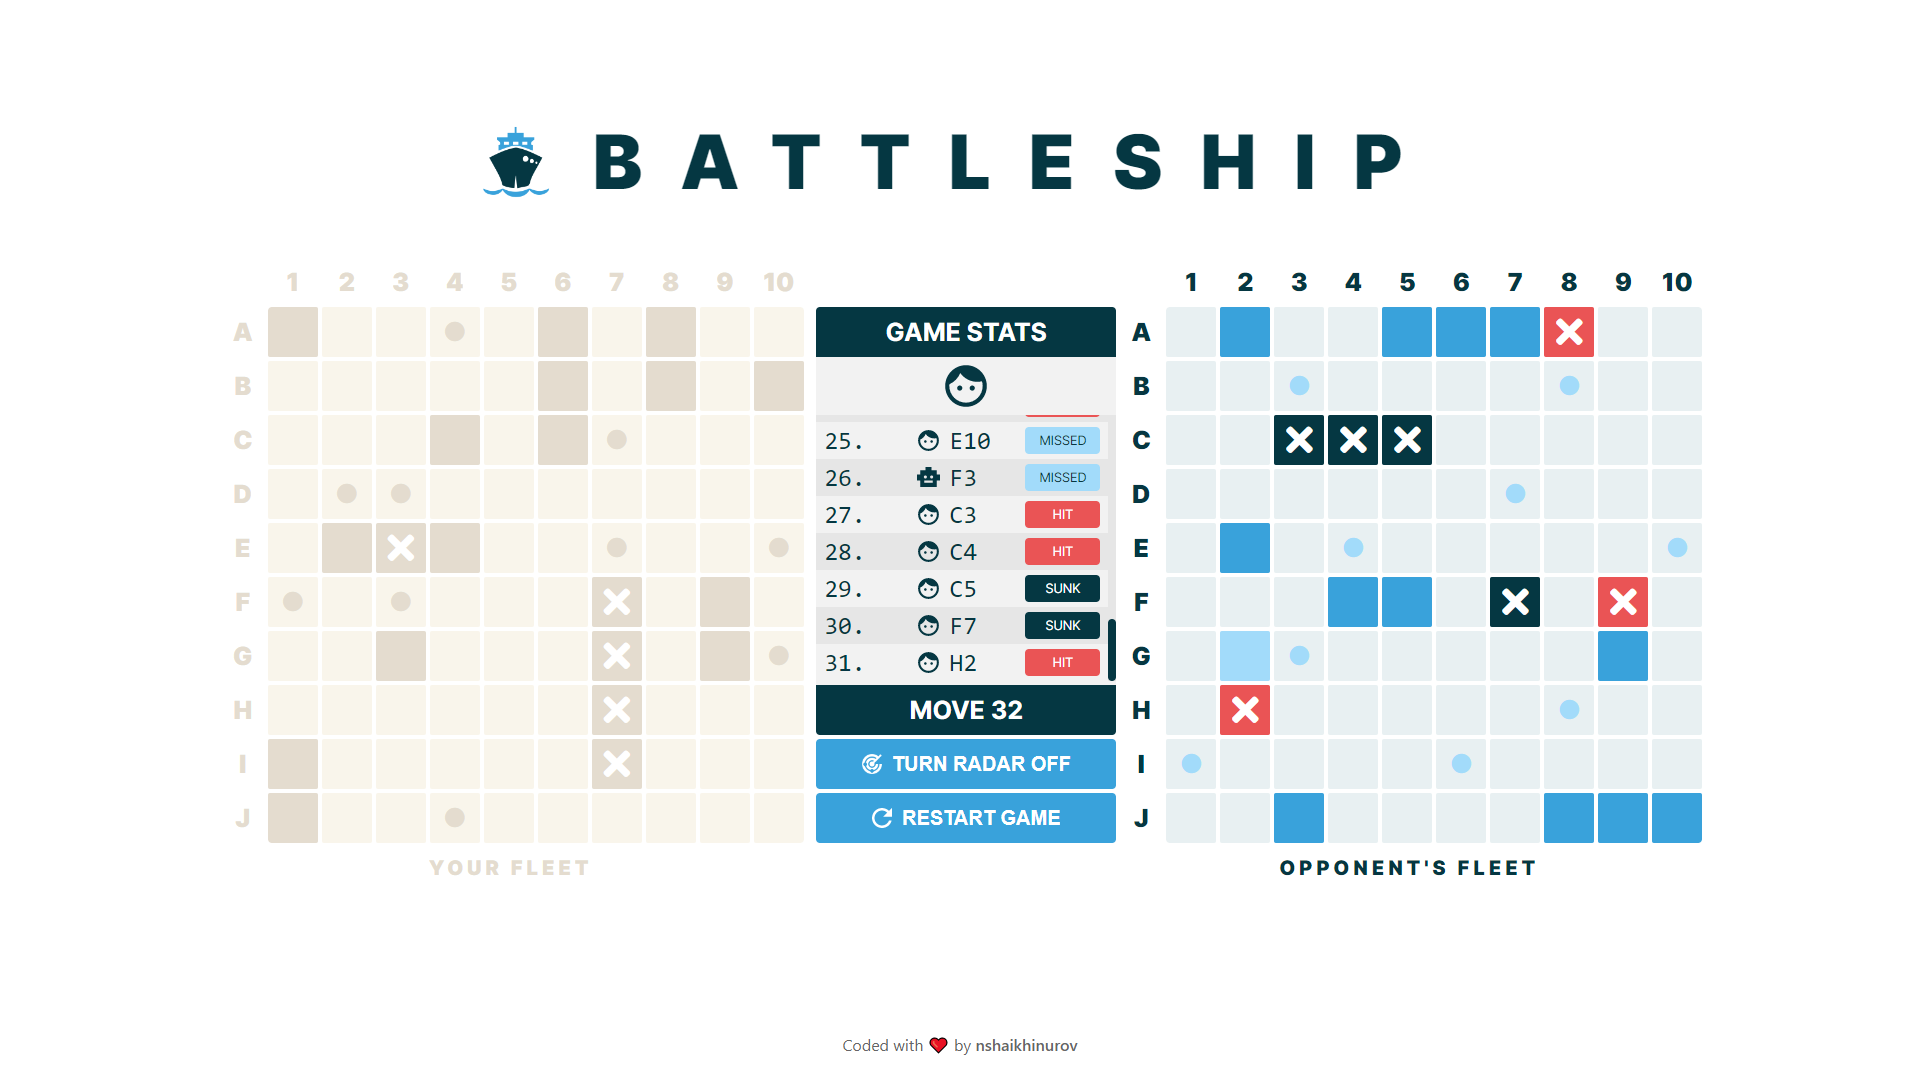 BATTLESHIP
1 2 3 4 5 6 7 8 9 10
A
B
C
D
E
F
G
H
I
J
YOUR FLEET
GAME STATS
25. E10 MISSED
26. F3 MISSED
27. C3 HIT
28. C4 HIT
29. C5 SUNK
30. F7 SUNK
31. H2 HIT
MOVE 32
TURN RADAR OFF
RESTART GAME
1 2 3 4 5 6 7 8 9 10
A
B
C
D
E
F
G
H
I
J
OPPONENT'S FLEET
Coded with ❤️ by nshaikhinurov